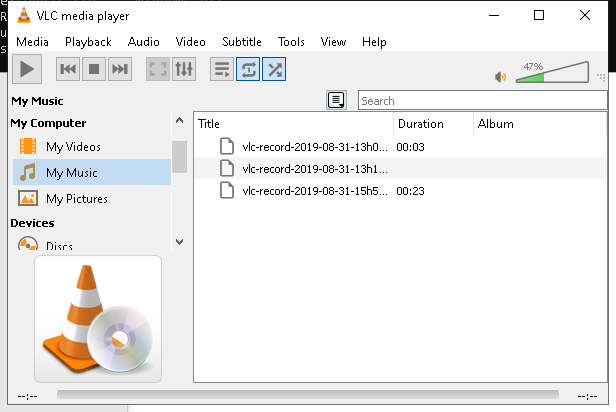 VLC media player
Media Playback Audio Video Subtitle Tools View Help
47%
My Music
Search
My Computer
My Videos
My Music
My Pictures
Devices
Discs
Title Duration Album
vlc-record-2019-08-31-13h0... 00:03
vlc-record-2019-08-31-13h1...
vlc-record-2019-08-31-15h5... 00:23
--:-- --:--